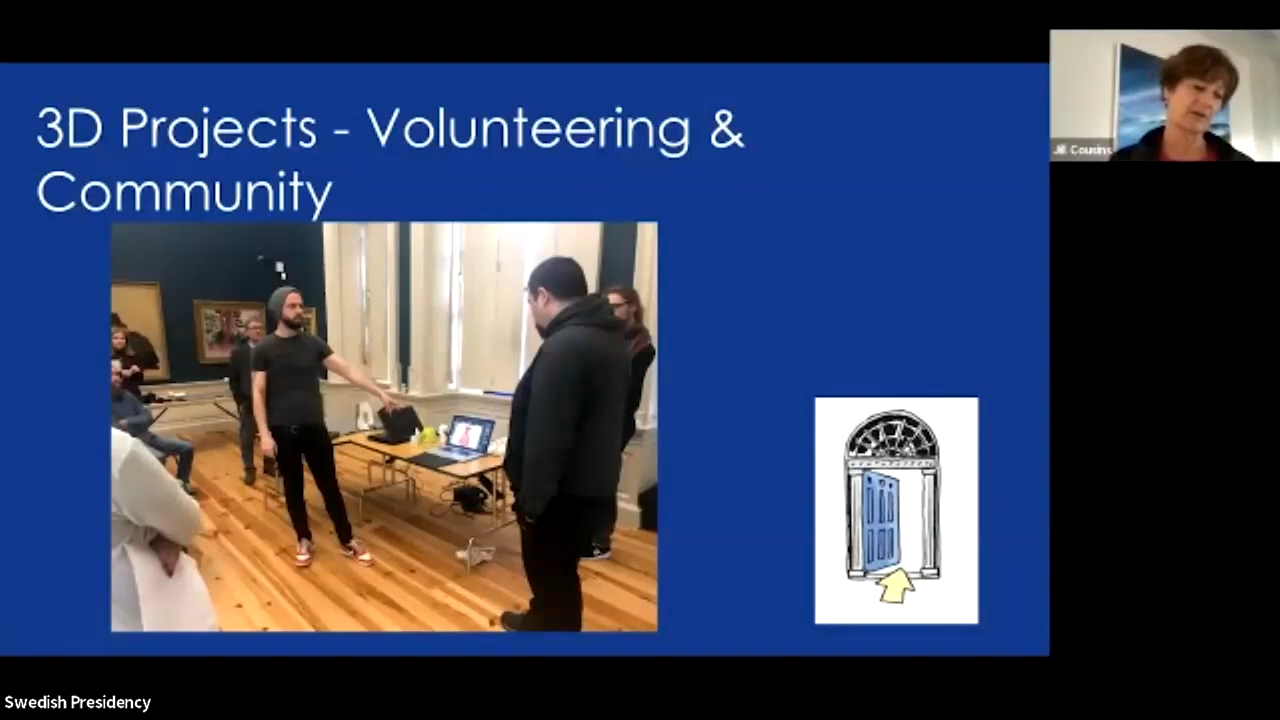 3D Projects - Volunteering &
Community
Jill Cousins
Swedish Presidency